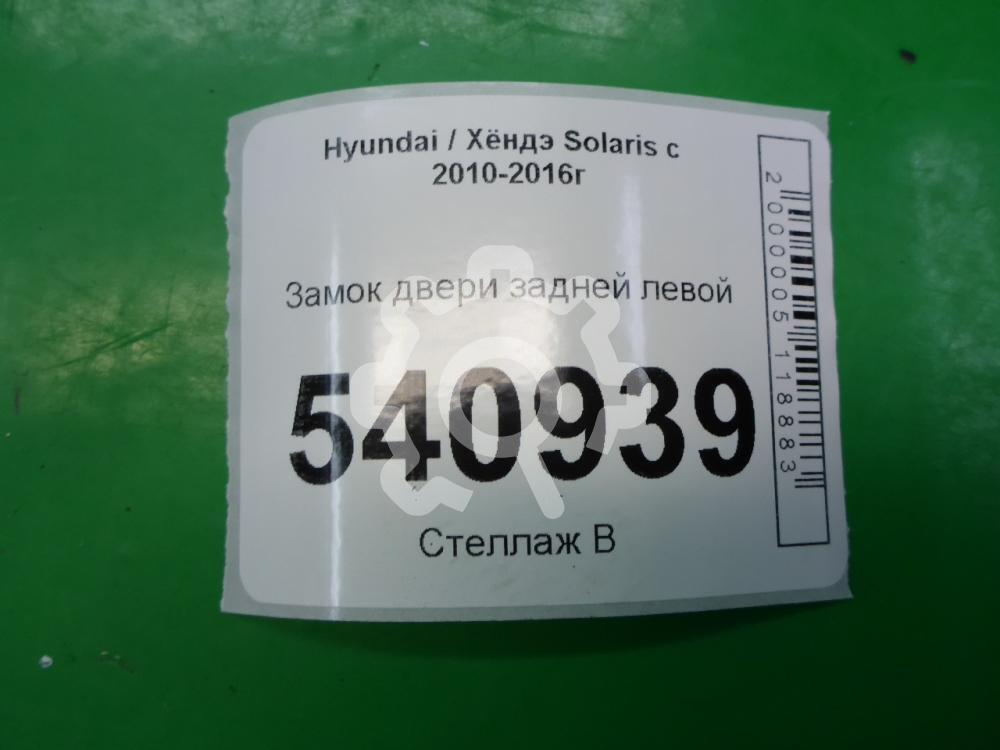 Hyundai / Хёндэ Solaris с
2010-2016г
Замок двери задней левой
540939
Стеллаж В
2000005118883